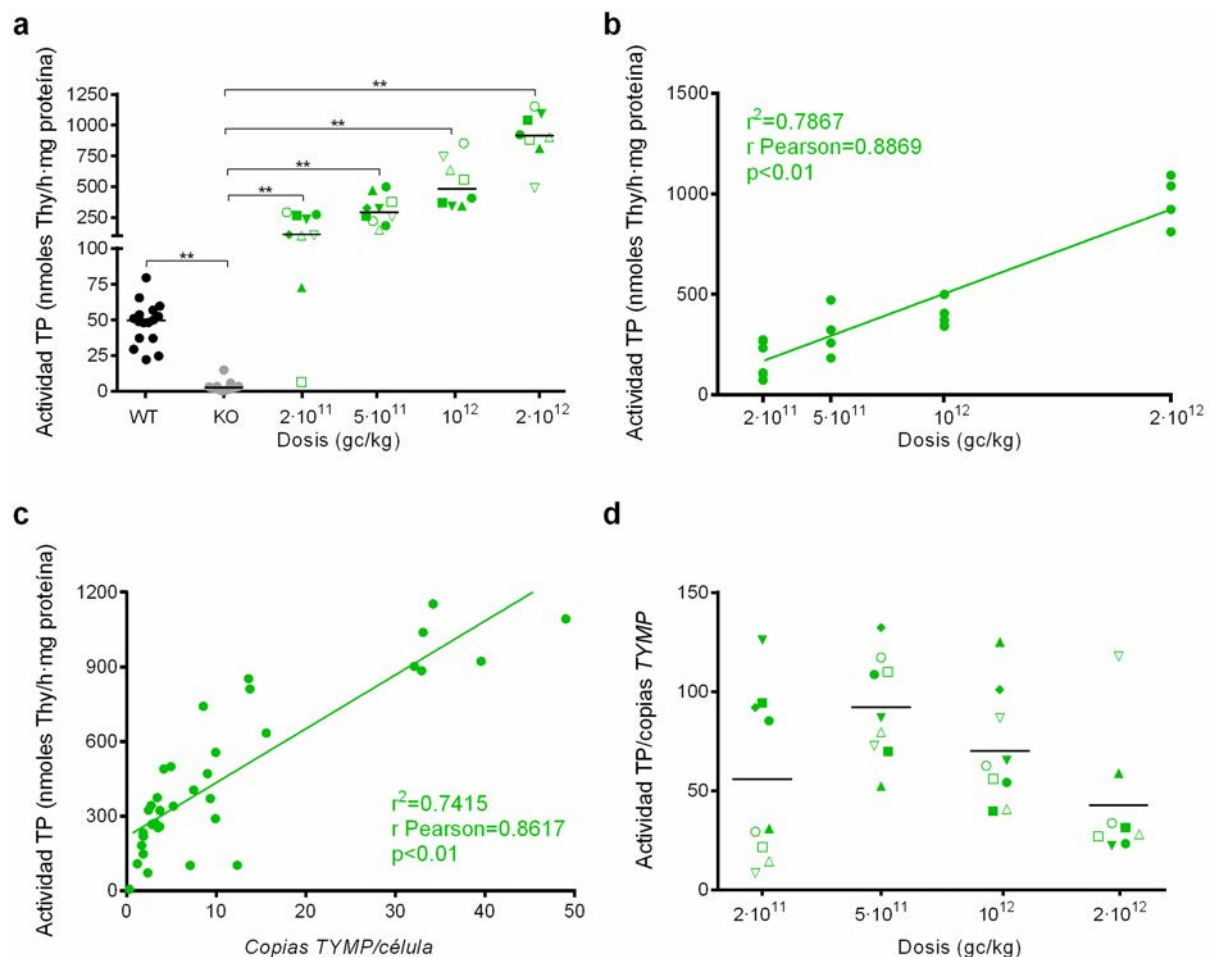 a
Actividad TP (nmoles Thy/h·mg proteína)
1250
1000
750
500
250
100
75
50
25
0
**
**
**
**
**
WT KO 2·10¹¹ 5·10¹¹ 10¹² 2·10¹²
Dosis (gc/kg)
b
Actividad TP (nmoles Thy/h·mg proteína)
1500
1000
500
0
r²=0.7867
r Pearson=0.8869
p<0.01
2·10¹¹ 5·10¹¹ 10¹² 2·10¹²
Dosis (gc/kg)
c
Actividad TP (nmoles Thy/h·mg proteína)
1200
900
600
300
0
r²=0.7415
r Pearson=0.8617
p<0.01
0 10 20 30 40 50
Copias TYMP/célula
d
Actividad TP/copias TYMP
150
100
50
0
2·10¹¹ 5·10¹¹ 10¹² 2·10¹²
Dosis (gc/kg)